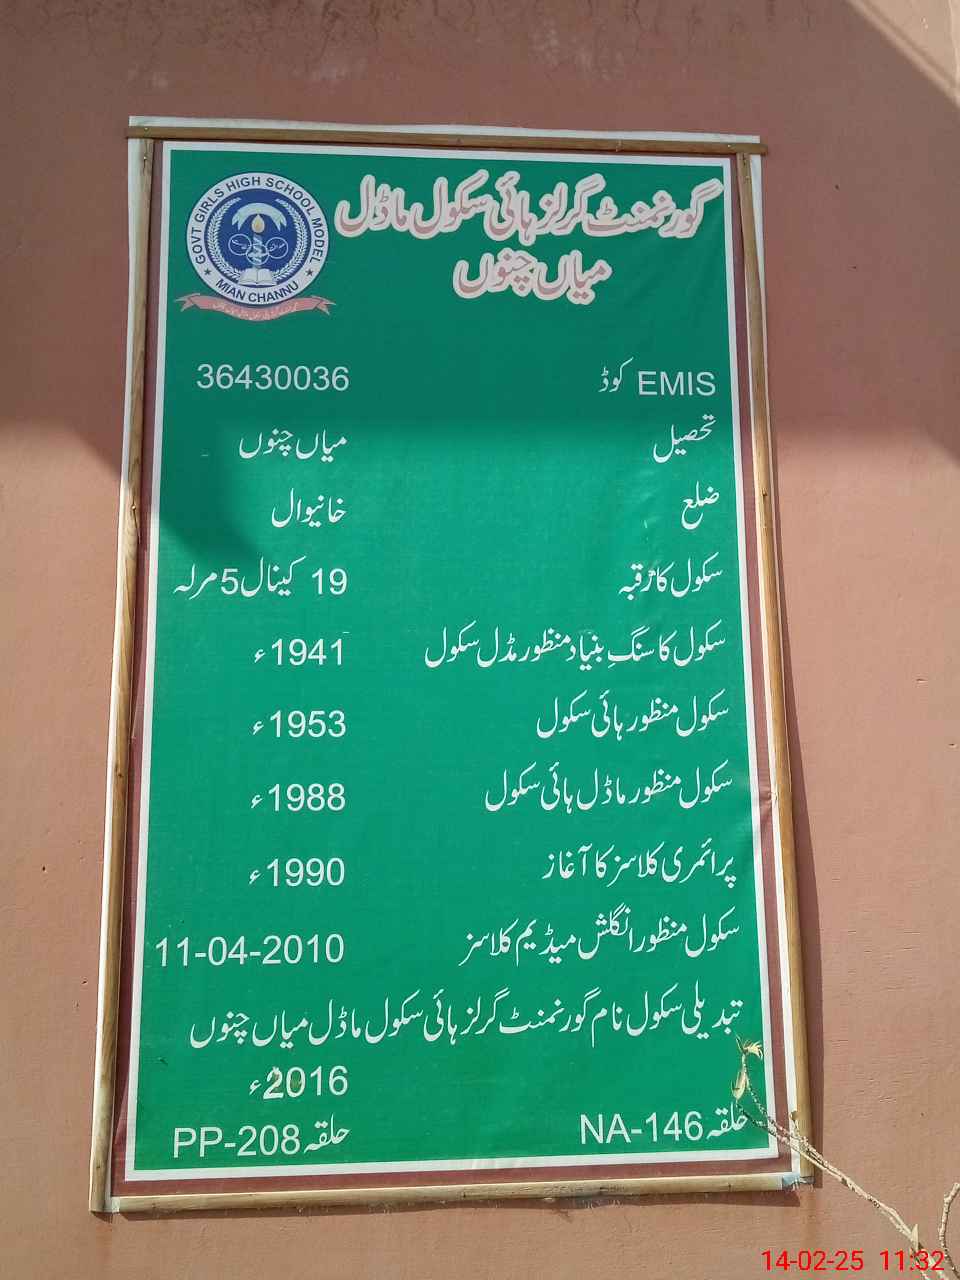 GOVT GIRLS HIGH SCHOOL MODEL
MIAN CHANNU
گورنمنٹ گرلز ہائی سکول ماڈل
میاں چنوں
EMIS کوڈ 36430036
تحصیل میاں چنوں
ضلع خانیوال
سکول کا رقبہ 19 کینال 5 مرلہ
سکول کا سنگِ بنیاد منظور مڈل سکول 1941ء
سکول منظور ہائی سکول 1953ء
سکول منظور ماڈل ہائی سکول 1988ء
پرائمری کلاسز کا آغاز 1990ء
سکول منظور انگلش میڈیم کلاسز 11-04-2010
تبدیلی سکول نام گورنمنٹ گرلز ہائی سکول ماڈل میاں چنوں
2016ء
حلقہ NA-146 حلقہ PP-208
14-02-25 11:32